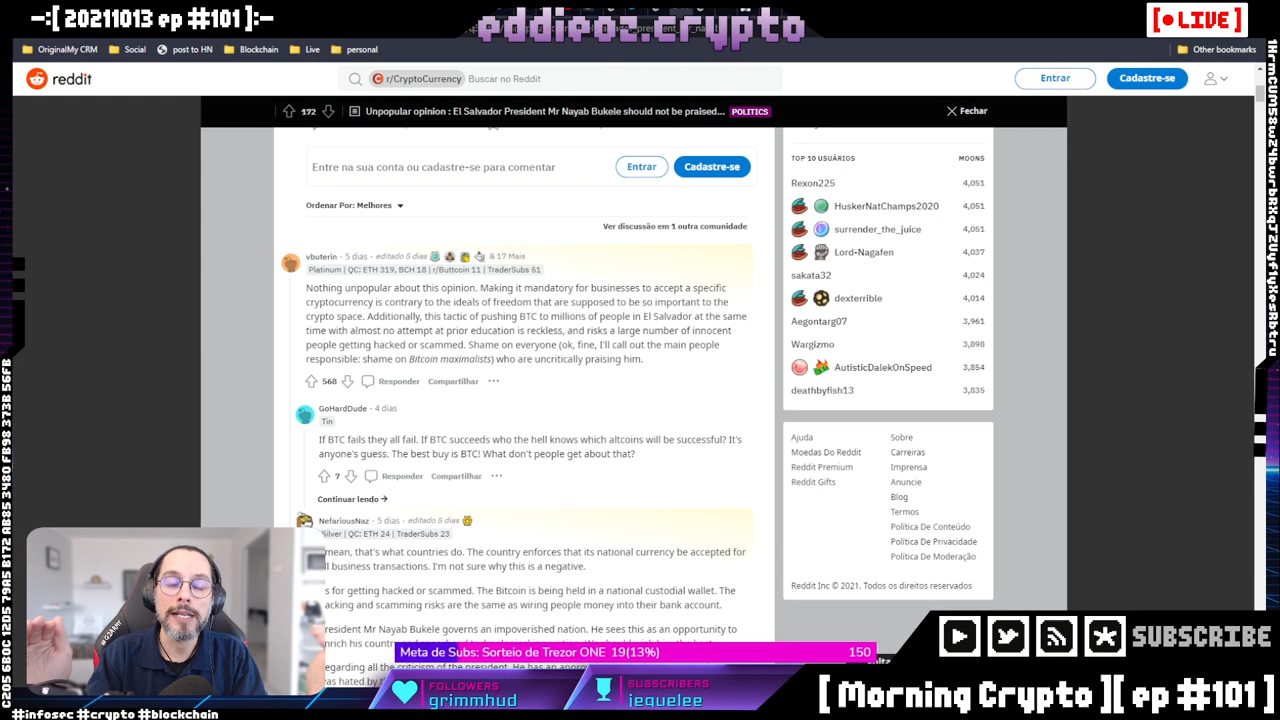 -:[ 20211013 ep #101 ]:-
eddieoz.crypto
[● LIVE]
OriginalMy CRM
Social
post to HN
Blockchain
Live
personal
Other bookmarks
reddit
r/CryptoCurrency
Buscar no Reddit
Entrar
Cadastre-se
172
Unpopular opinion : El Salvador President Mr Nayab Bukele should not be praised...
POLITICS
Fechar
Entre na sua conta ou cadastre-se para comentar
Entrar
Cadastre-se
Ordenar Por: Melhores
Ver discussão em 1 outra comunidade
vbuterin · 5 dias · editado 5 dias
& 17 Mais
Platinum | QC: ETH 319, BCH 18 | r/Buttcoin 11 | TraderSubs 51
Nothing unpopular about this opinion. Making it mandatory for businesses to accept a specific
cryptocurrency is contrary to the ideals of freedom that are supposed to be so important to the
crypto space. Additionally, this tactic of pushing BTC to millions of people in El Salvador at the same
time with almost no attempt at prior education is reckless, and risks a large number of innocent
people getting hacked or scammed. Shame on everyone (ok, fine, I'll call out the main people
responsible: shame on Bitcoin maximalists) who are uncritically praising him.
568
Responder
Compartilhar
...
GoHardDude · 4 dias
Tin
If BTC fails they all fail. If BTC succeeds who the hell knows which altcoins will be successful? It's
anyone's guess. The best buy is BTC! What don't people get about that?
7
Responder
Compartilhar
...
Continuar lendo →
NefariousNaz · 5 dias · editado 5 dias
Silver | QC: ETH 24 | TraderSubs 23
mean, that's what countries do. The country enforces that its national currency be accepted for
ll business transactions. I'm not sure why this is a negative.
s for getting hacked or scammed. The Bitcoin is being held in a national custodial wallet. The
acking and scamming risks are the same as wiring people money into their bank account.
resident Mr Nayab Bukele governs an impoverished nation. He sees this as an opportunity to
nrich his
egarding all the criticism of the president. He has an
was hated by
TOP 10 USUÁRIOS
MOONS
Rexon225
4,051
HuskerNatChamps2020
4,051
surrender_the_juice
4,051
Lord-Nagafen
4,037
sakata32
4,024
dexterrible
4,014
Aegontarg07
3,961
Wargizmo
3,898
AutisticDalekOnSpeed
3,854
deathbyfish13
3,835
Ajuda
Sobre
Moedas Do Reddit
Carreiras
Reddit Premium
Imprensa
Reddit Gifts
Anuncie
Blog
Termos
Política De Conteúdo
Política De Privacidade
Política De Moderação
Reddit Inc © 2021. Todos os direitos reservados
Meta de Subs: Sorteio de Trezor ONE 19(13%)
150
FOLLOWERS
grimmhud
SUBSCRIBERS
jequelee
SUBSCRIBE
[ Morning Crypto ][ ep #101 ]
#infosec #crypto #blockchain